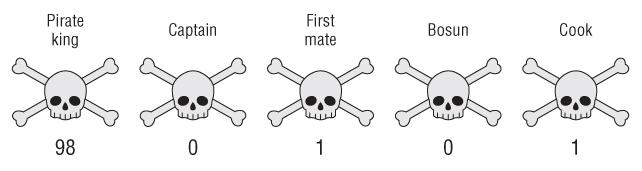 Pirate
king
Captain
First
mate
Bosun
Cook
98
0
1
0
1